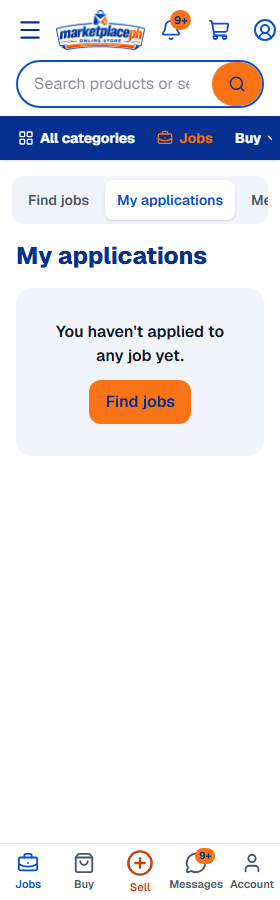 marketplaceph
ONLINE STORE
9+
Search products or se
All categories
Jobs
Buy
Find jobs
My applications
Me
My applications
You haven't applied to
any job yet.
Find jobs
Jobs
Buy
Sell
9+
Messages
Account